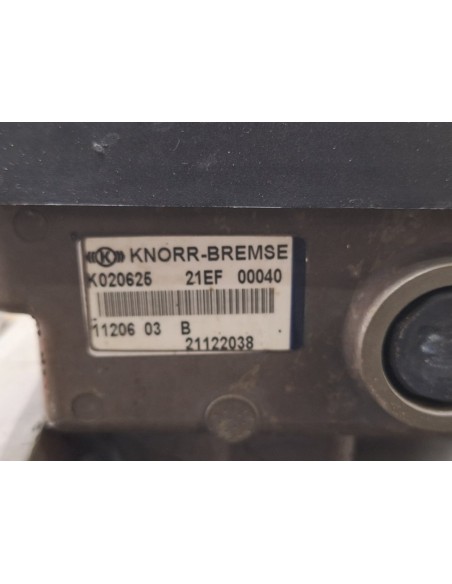 K KNORR-BREMSE
K020625 21EF 00040
11206 03 B
21122038